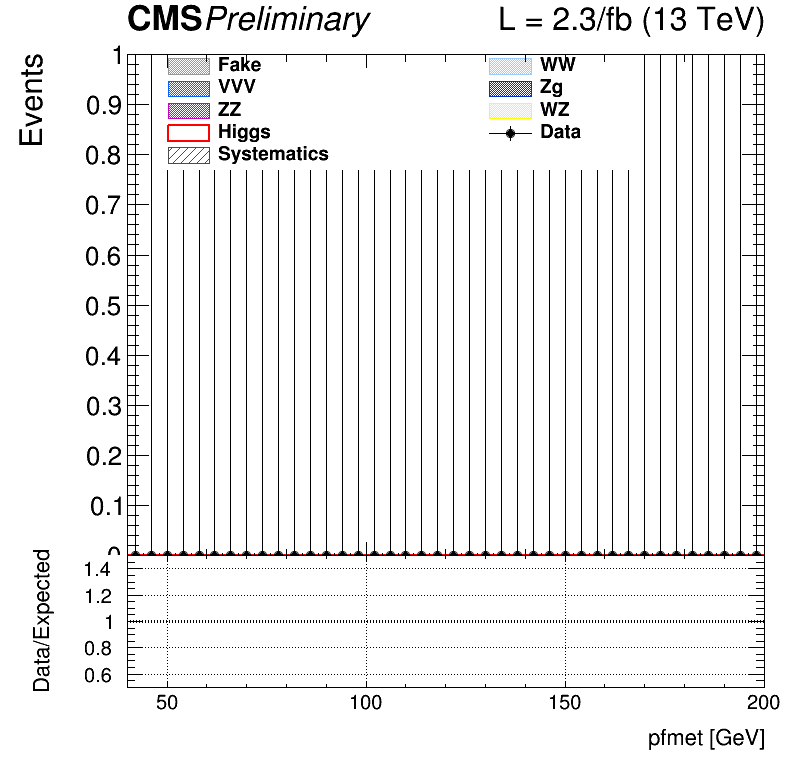 CMSPreliminary L = 2.3/fb (13 TeV)
Events
1
0.9
0.8
0.7
0.6
0.5
0.4
0.3
0.2
0.1
0
Fake WW
VVV Zg
ZZ WZ
Higgs Data
Systematics
Data/Expected
1.4
1.2
1
0.8
0.6
50 100 150 200
pfmet [GeV]